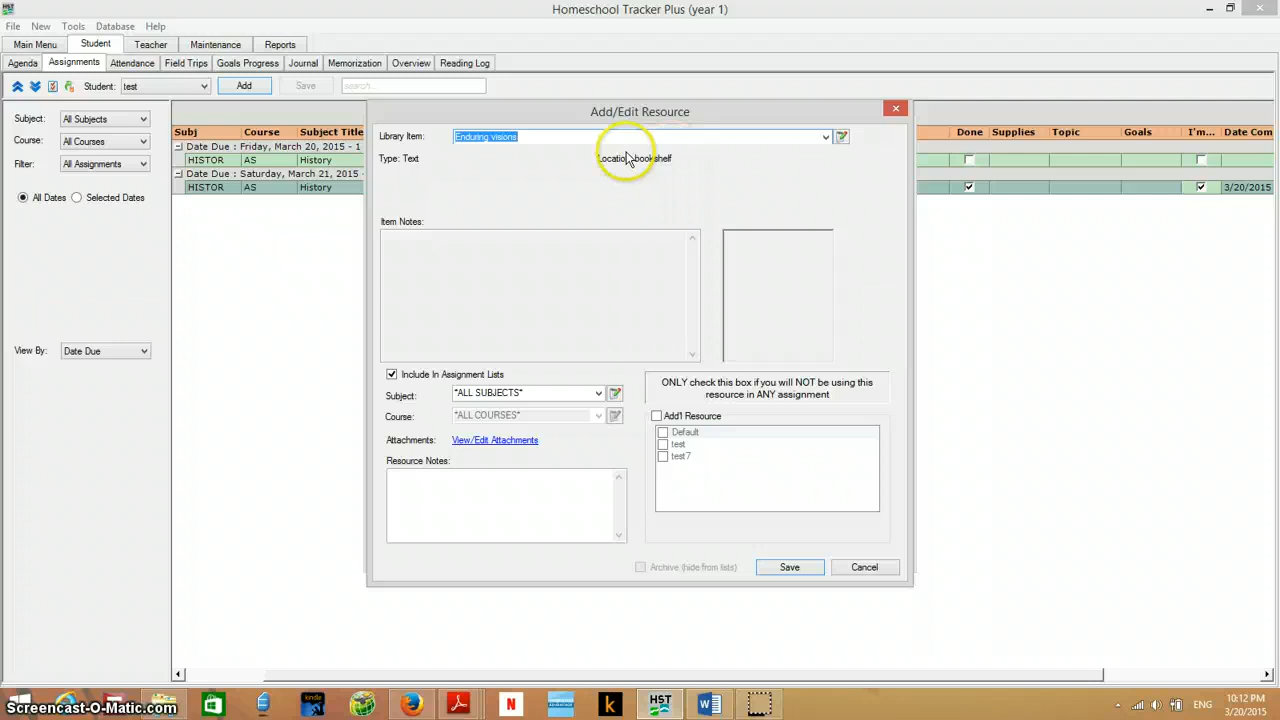 Homeschool Tracker Plus (year 1)
File New Tools Database Help
Main Menu Student Teacher Maintenance Reports
Agenda Assignments Attendance Field Trips Goals Progress Journal Memorization Overview Reading Log
Student: test Add Save search...
Add/Edit Resource
Subject: All Subjects
Course: All Courses
Filter: All Assignments
All Dates Selected Dates
View By: Date Due
Subj Course Subject Title Done Supplies Topic Goals I'm... Date Com
Date Due : Friday, March 20, 2015 - 1
HISTOR AS History
Date Due : Saturday, March 21, 2015 -
HISTOR AS History 3/20/2015
Library Item: Enduring visions
Type: Text Location: bookshelf
Item Notes:
Include In Assignment Lists
Subject: *ALL SUBJECTS*
Course: *ALL COURSES*
Attachments: View/Edit Attachments
Resource Notes:
ONLY check this box if you will NOT be using this
resource in ANY assignment
Add'l Resource
Default
test
test7
Archive (hide from lists) Save Cancel
HST
N
k
HST
W
ENG
10:12 PM
3/20/2015
Screencast-O-Matic.com